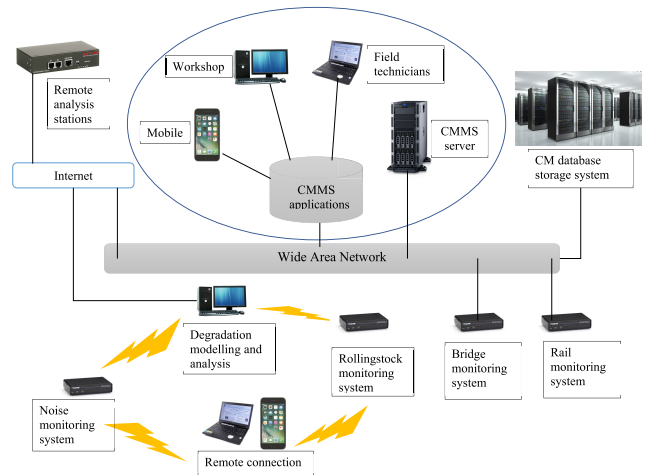 Workshop
Field
technicians
Remote
analysis
stations
Mobile
CMMS
server
CM database
storage system
Internet
CMMS
applications
Wide Area Network
Degradation
modelling and
analysis
Rollingstock
monitoring
system
Bridge
monitoring
system
Rail
monitoring
system
Noise
monitoring
system
Remote connection